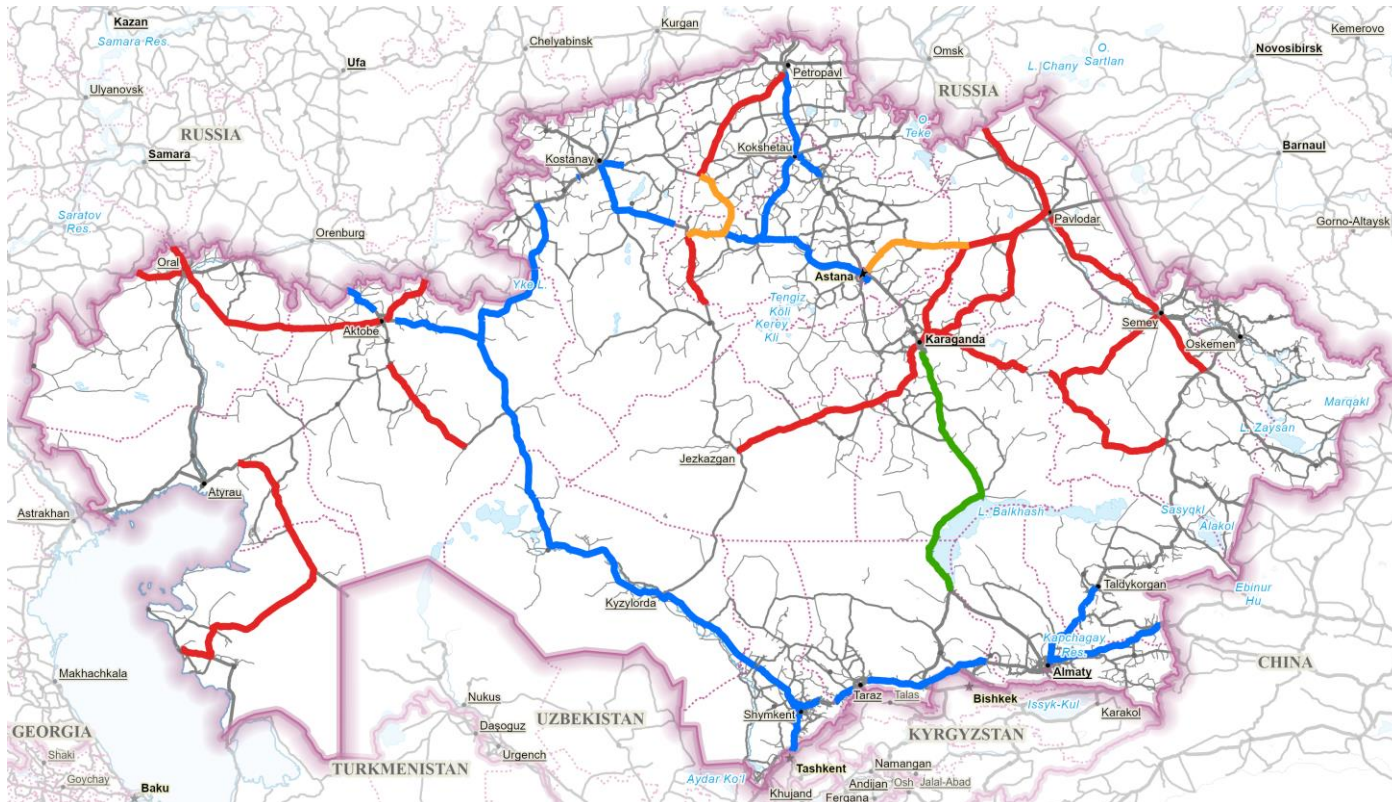 Kazan
Samara Res.
Ulyanovsk
Ufa
Chelyabinsk
Kurgan
Petropavl
Omsk
L. Chany
O.
Sartlan
Novosibirsk
Kemerovo
RUSSIA
RUSSIA
Samara
Kostanay
Kokshetau
O.
Teke
Barnaul
Saratov
Res.
Orenburg
Pavlodar
Gorno-Altaysk
Oral
Yke L.
Astana
Tengiz
Köli
Kerey
Kli
Aktobe
Karaganda
Semey
Oskemen
Marqakl
L. Zaysan
Jezkazgan
Atyrau
Astrakhan
L. Balkhash
Sasyqkl
Alakol
Taldykorgan
Ebinur
Hu
Kyzylorda
Kapchagay
Res.
Makhachkala
Almaty
CHINA
Nukus
Taraz
Talas
Bishkek
Issyk-Kul
Karakol
Shymkent
GEORGIA
Shaki
Daşoguz
UZBEKISTAN
KYRGYZSTAN
Urgench
Goychay
TURKMENISTAN
Tashkent
Namangan
Aydar Ko'l
Andijan
Osh
Jalal-Abad
Baku
Khujand
Fergana